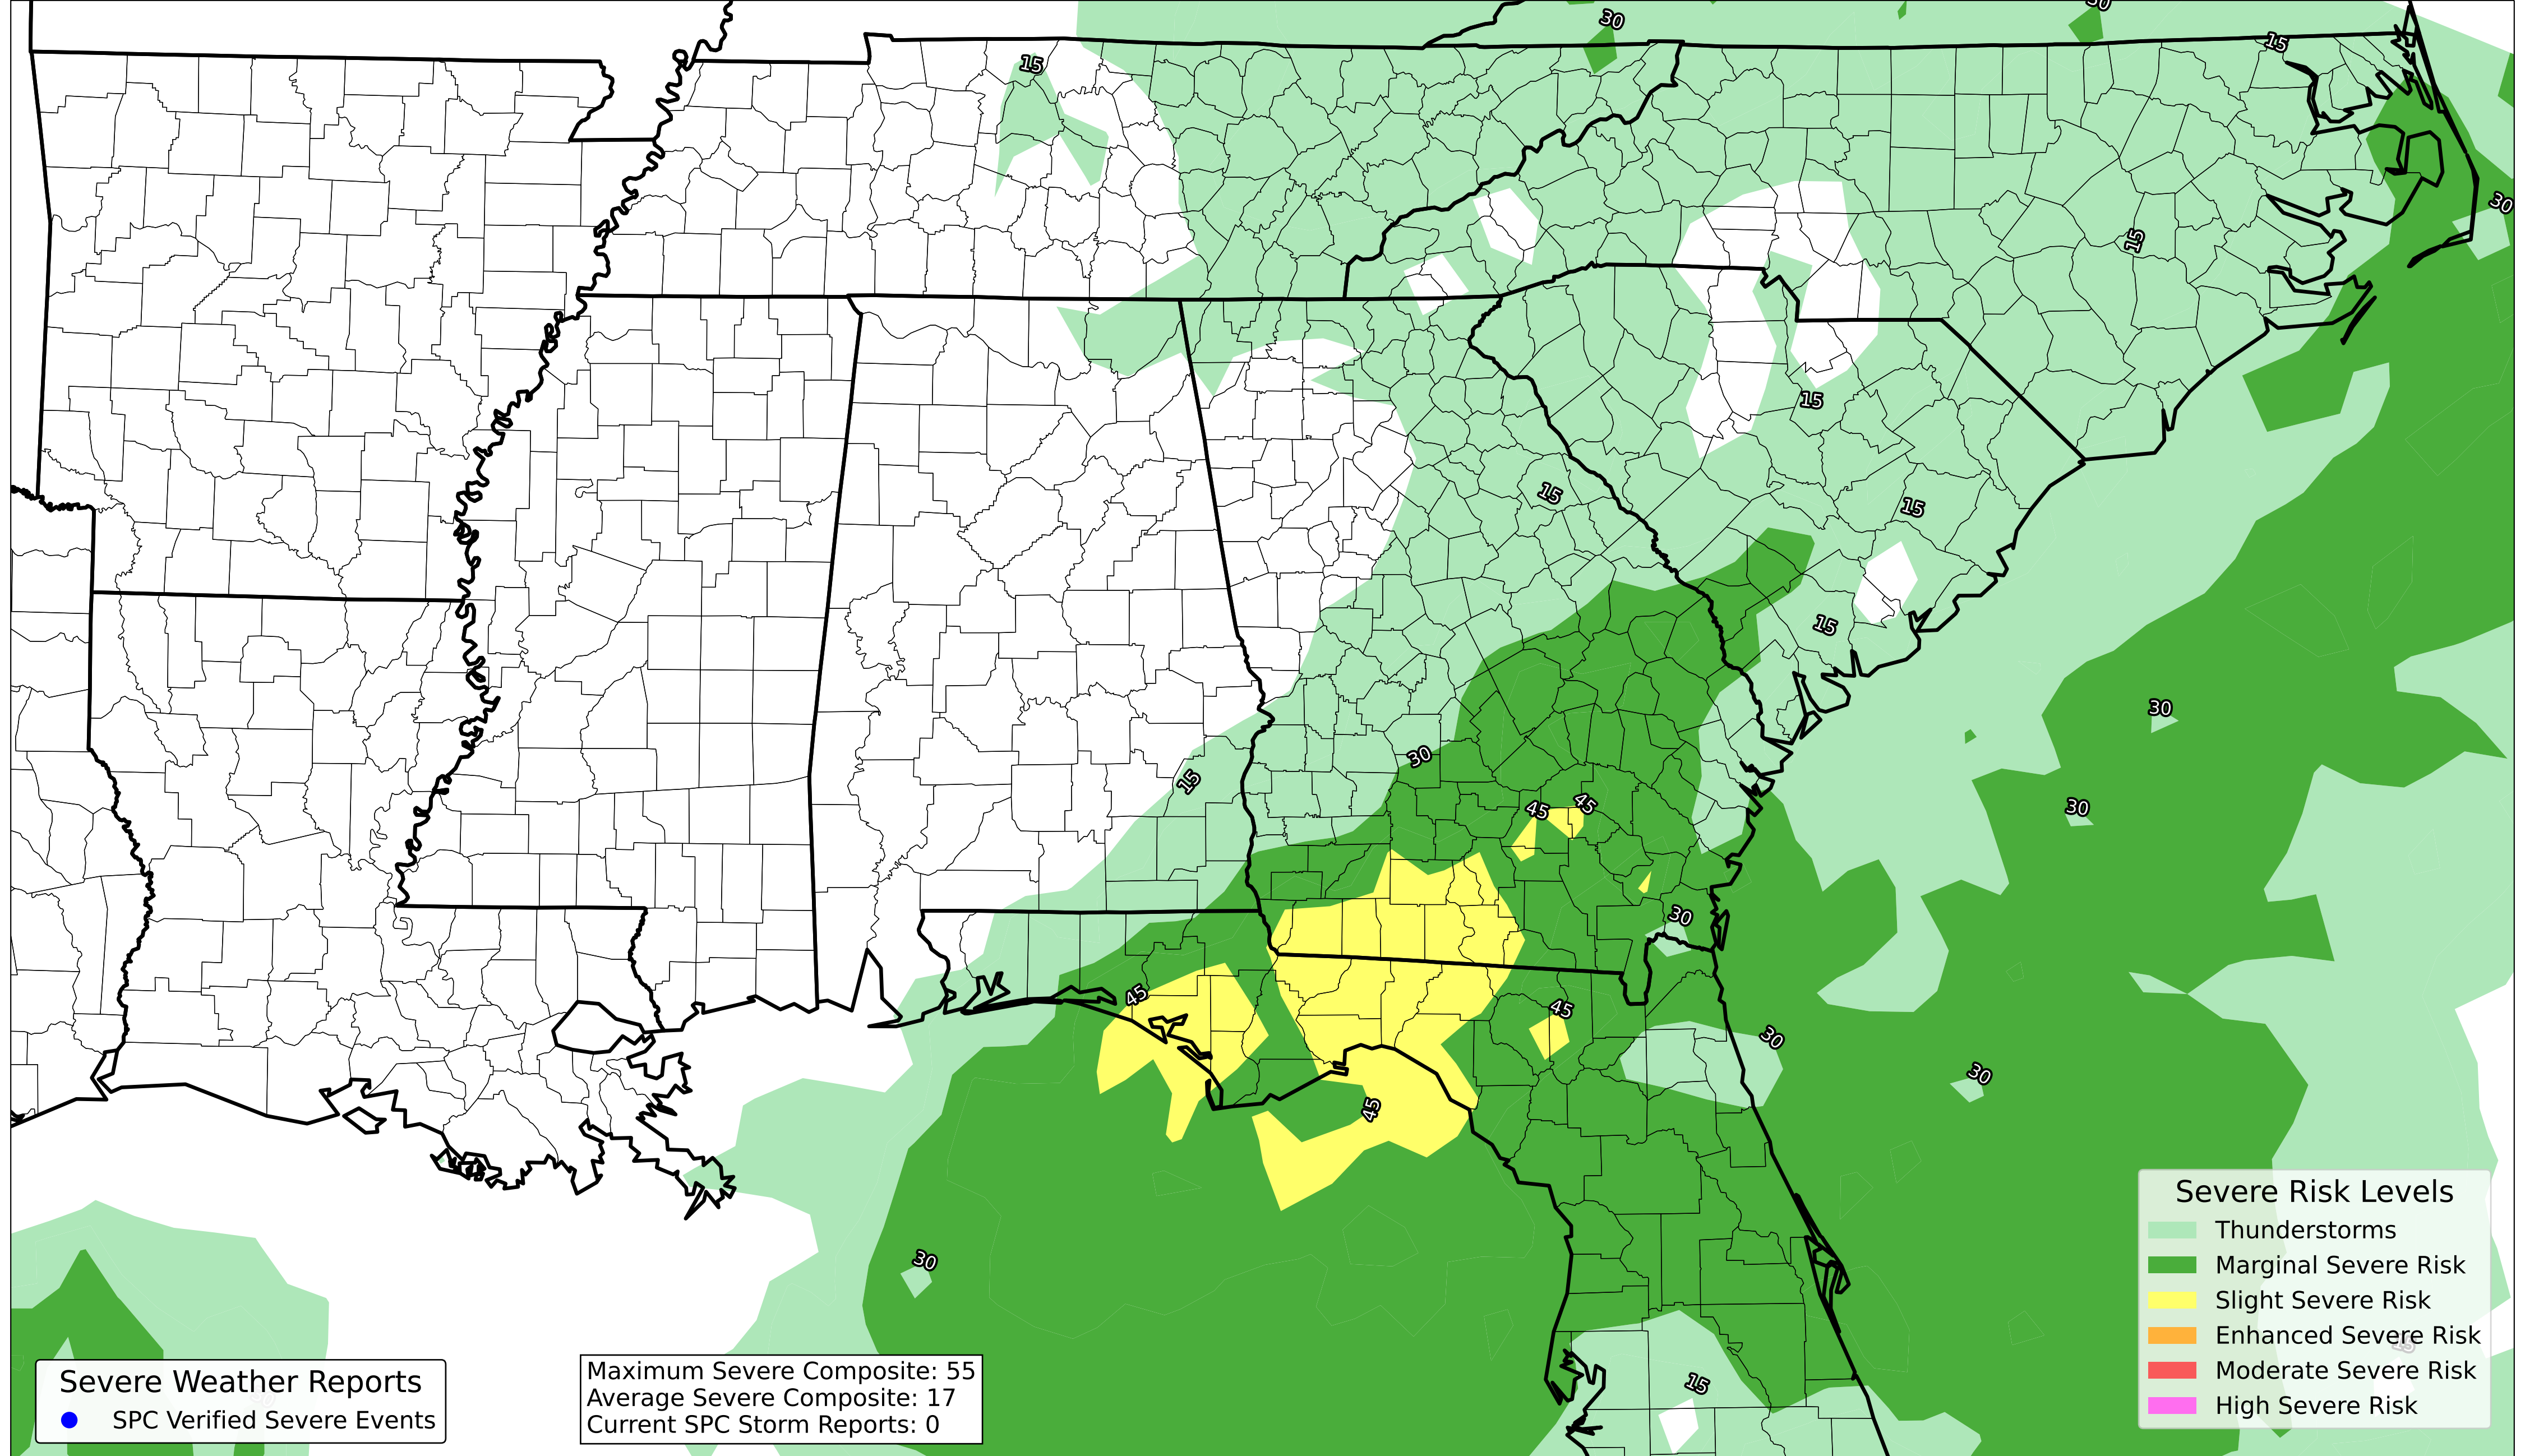 30
30
15
15
30
15
15
15
15
15
30
30
15
30
45
45
30
45
45
30
30
45
30
15
15
Severe Risk Levels
Thunderstorms
Marginal Severe Risk
Slight Severe Risk
Enhanced Severe Risk
Moderate Severe Risk
High Severe Risk
Severe Weather Reports
SPC Verified Severe Events
Maximum Severe Composite: 55
Average Severe Composite: 17
Current SPC Storm Reports: 0